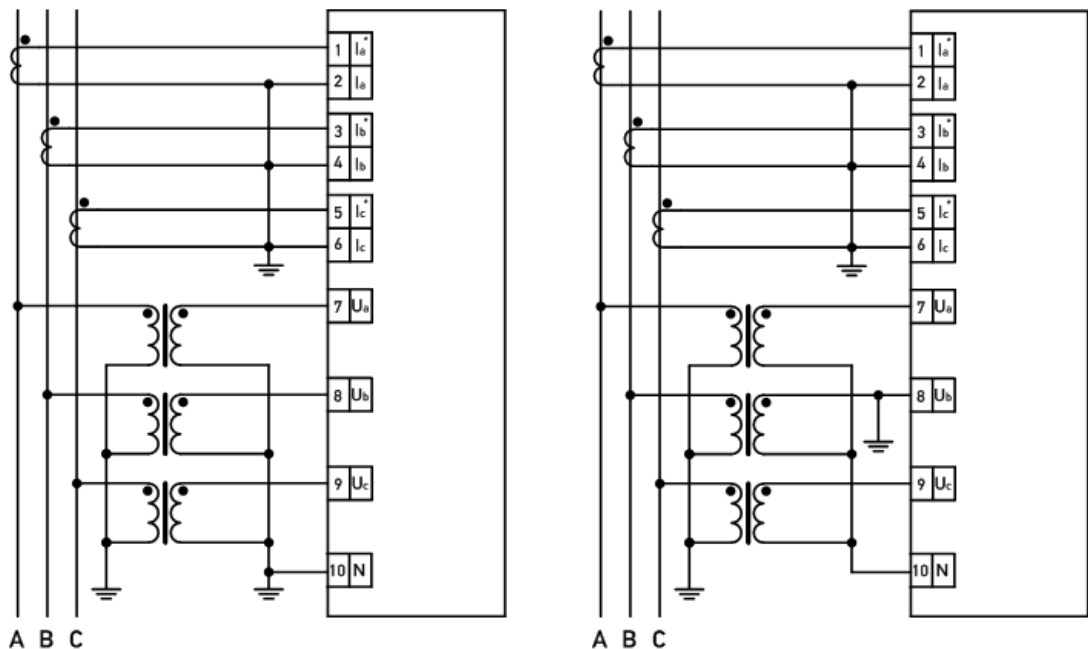 1 Ia* 1 Ia*
2 Ia 2 Ia
3 Ib* 3 Ib*
4 Ib 4 Ib
5 Ic* 5 Ic*
6 Ic 6 Ic
7 Ua 7 Ua
8 Ub 8 Ub
9 Uc 9 Uc
10 N 10 N
A B C A B C